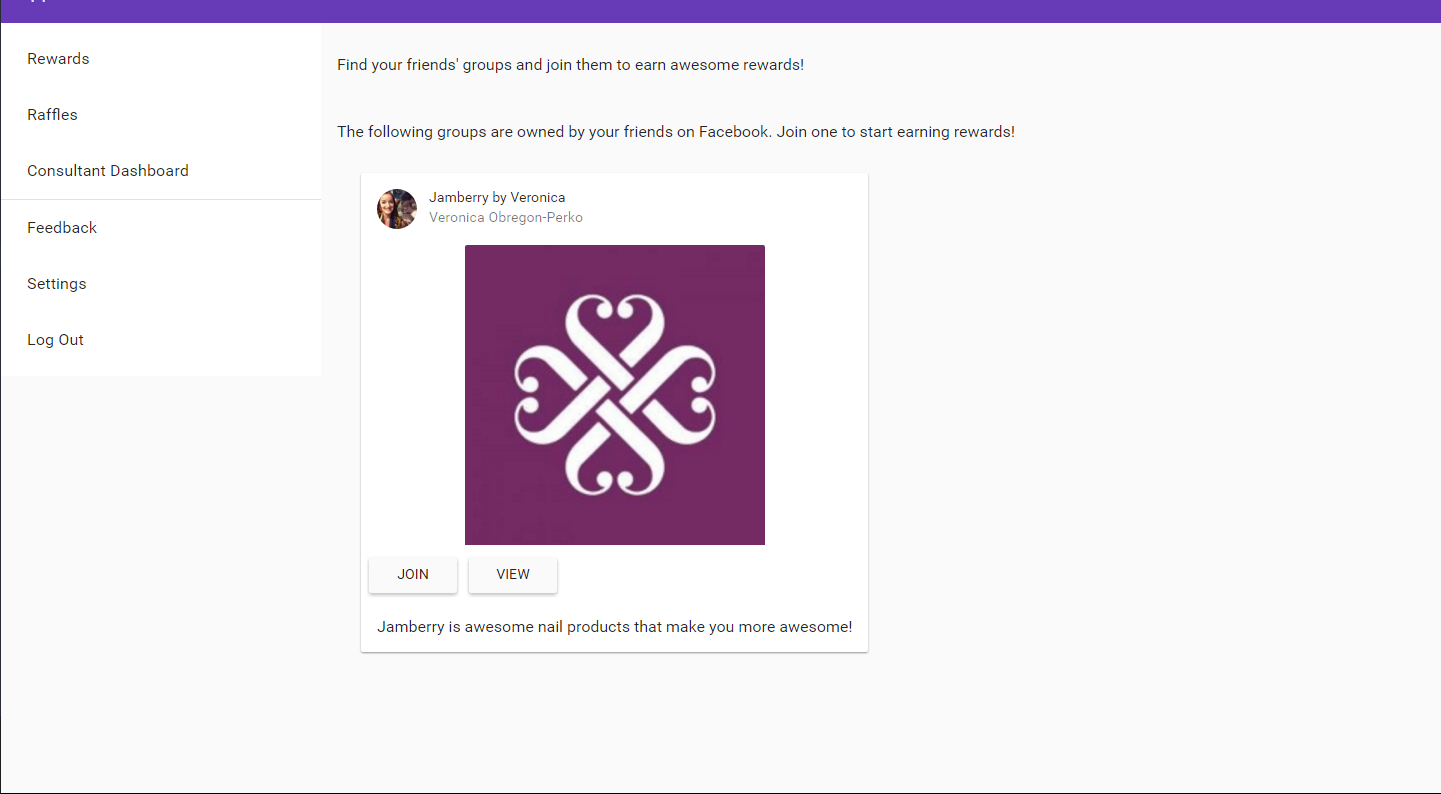 Rewards
Raffles
Consultant Dashboard
Feedback
Settings
Log Out
Find your friends' groups and join them to earn awesome rewards!
The following groups are owned by your friends on Facebook. Join one to start earning rewards!
Jamberry by Veronica
Veronica Obregon-Perko
JOIN
VIEW
Jamberry is awesome nail products that make you more awesome!